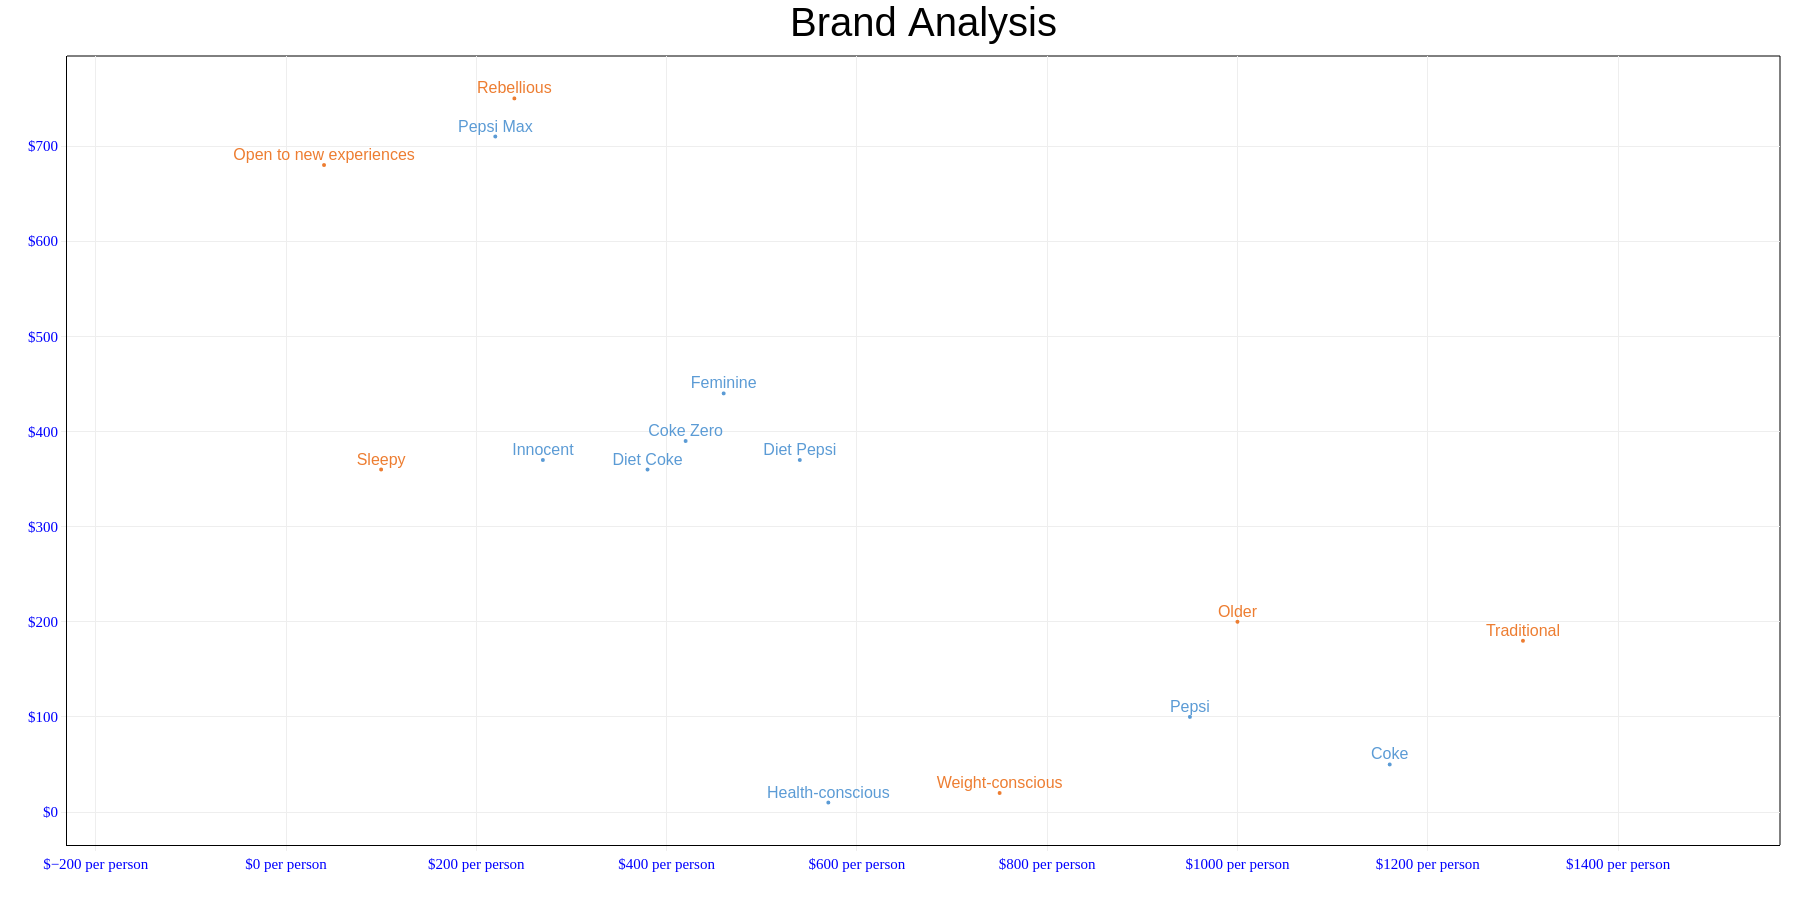 Brand Analysis
Rebellious
Pepsi Max
$700
Open to new experiences
$600
$500
Feminine
$400
Coke Zero
Innocent
Diet Pepsi
Sleepy
Diet Coke
$300
Older
$200
Traditional
Pepsi
$100
Coke
Weight-conscious
Health-conscious
$0
$−200 per person
$0 per person
$200 per person
$400 per person
$600 per person
$800 per person
$1000 per person
$1200 per person
$1400 per person